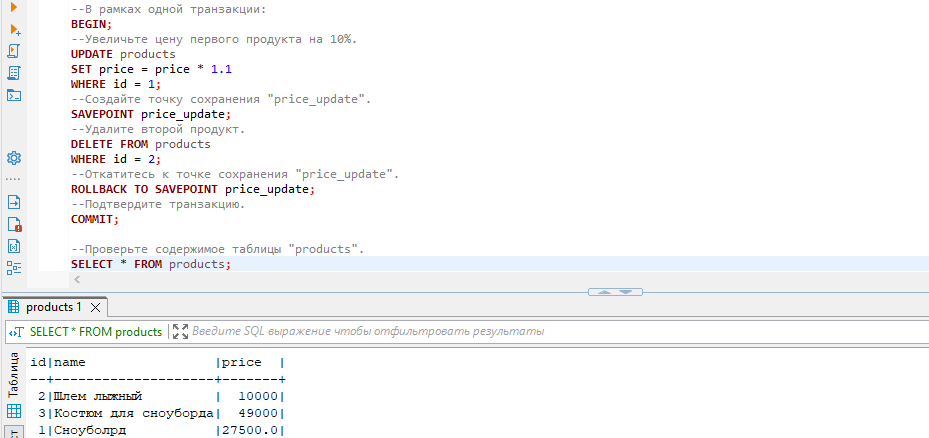 --В рамках одной транзакции:
BEGIN;
--Увеличьте цену первого продукта на 10%.
UPDATE products
SET price = price * 1.1
WHERE id = 1;
--Создайте точку сохранения "price_update".
SAVEPOINT price_update;
--Удалите второй продукт.
DELETE FROM products
WHERE id = 2;
--Откатитесь к точке сохранения "price_update".
ROLLBACK TO SAVEPOINT price_update;
--Подтвердите транзакцию.
COMMIT;
--Проверьте содержимое таблицы "products".
SELECT * FROM products;
products 1
SELECT * FROM products
Введите SQL выражение чтобы отфильтровать результаты
Таблица
id|name                |price  |
--+--------------------+-------+
 2|Шлем лыжный         |  10000|
 3|Костюм для сноуборда|  49000|
 1|Сноуболрд           |27500.0|